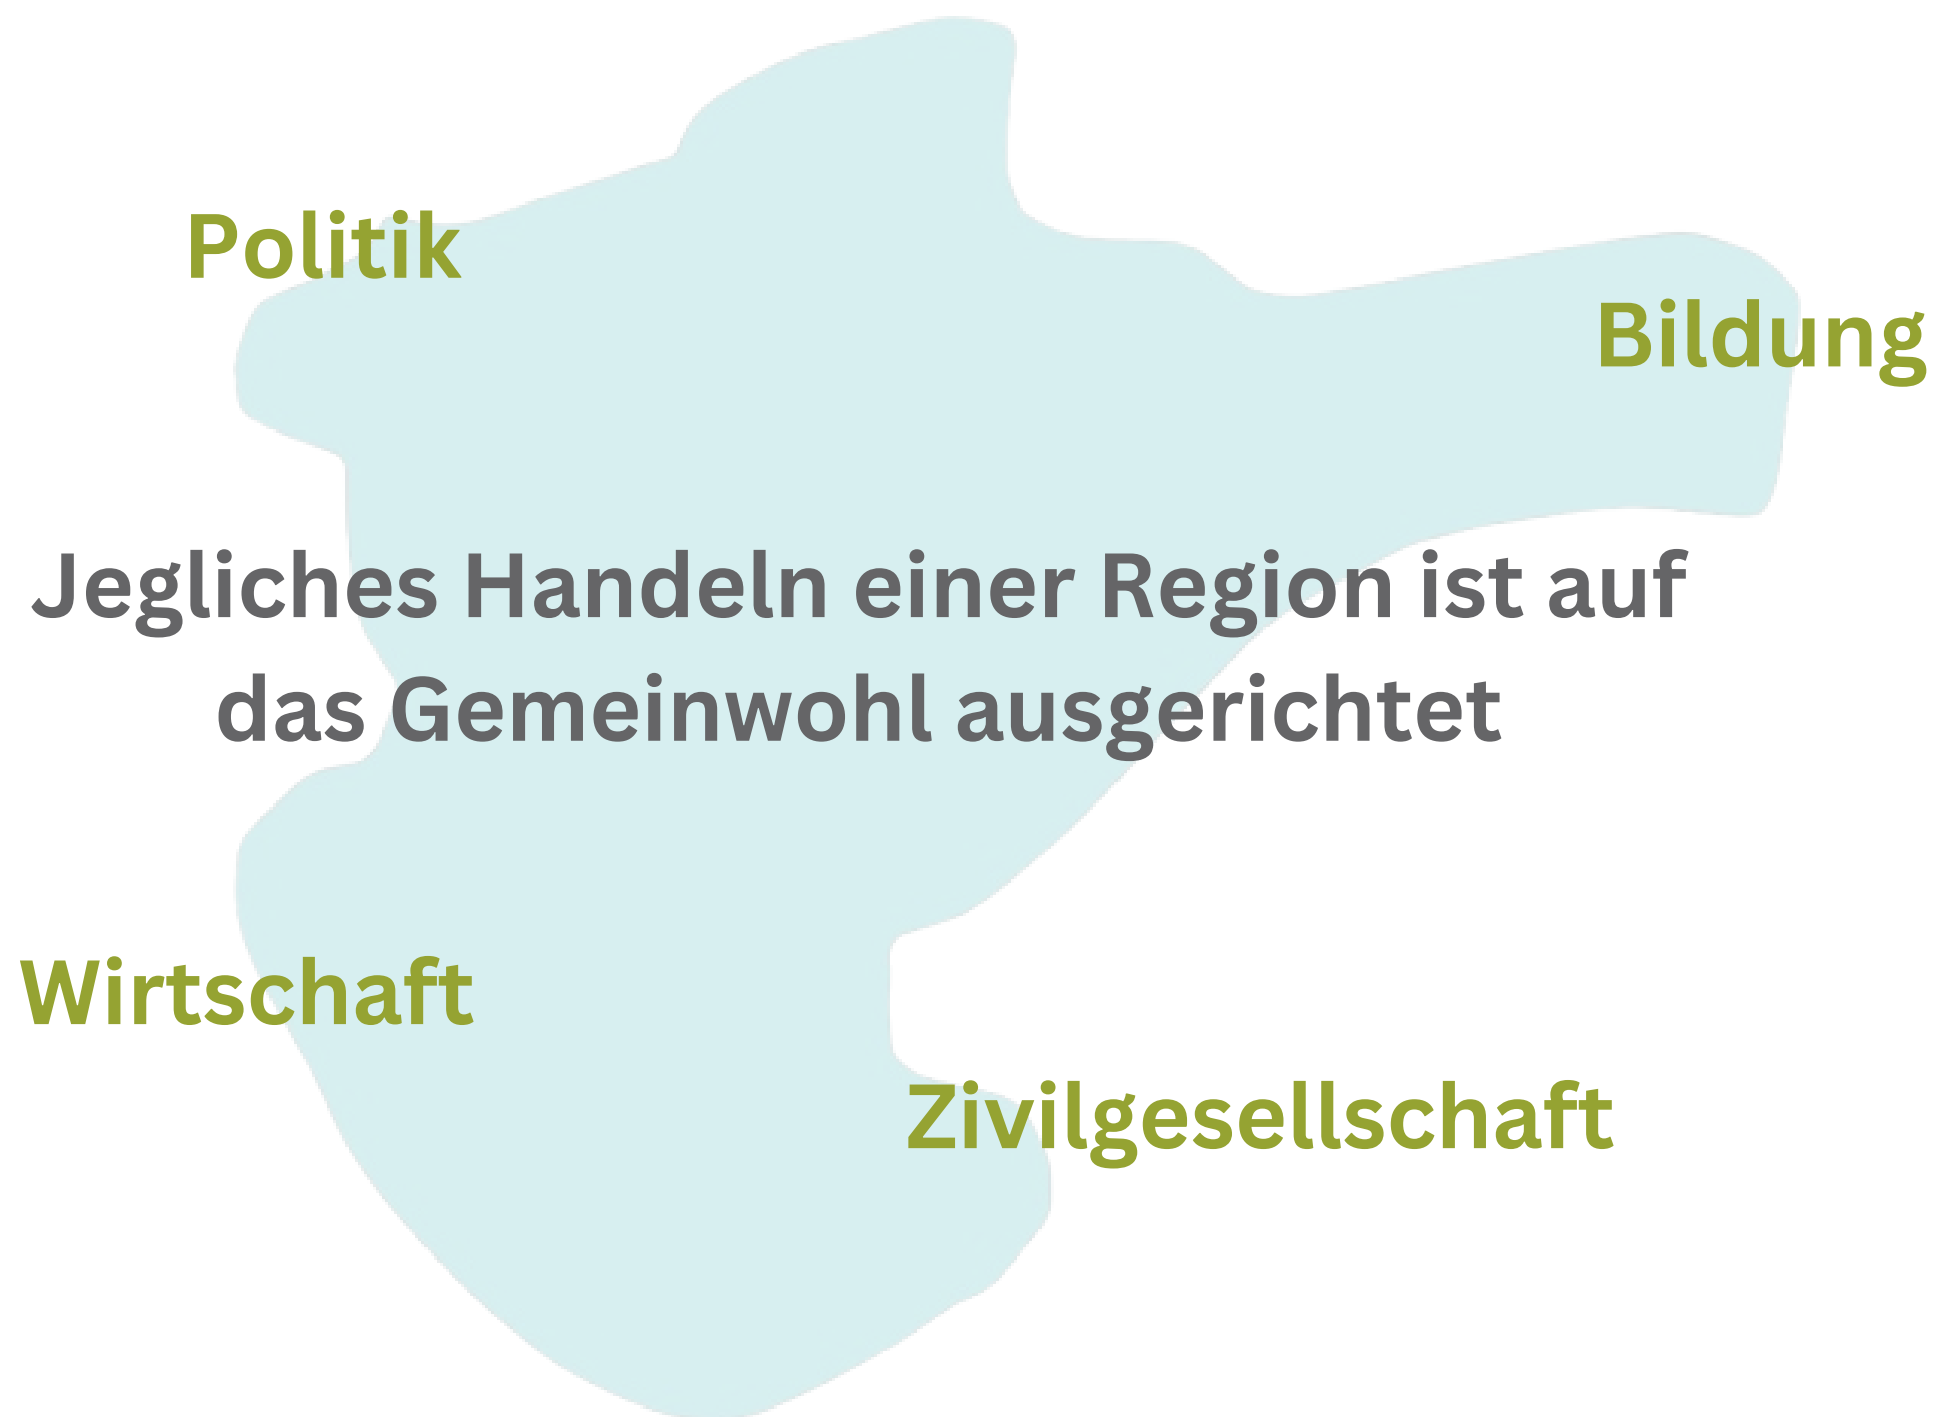 Politik
Bildung
Jegliches Handeln einer Region ist auf
das Gemeinwohl ausgerichtet
Wirtschaft
Zivilgesellschaft